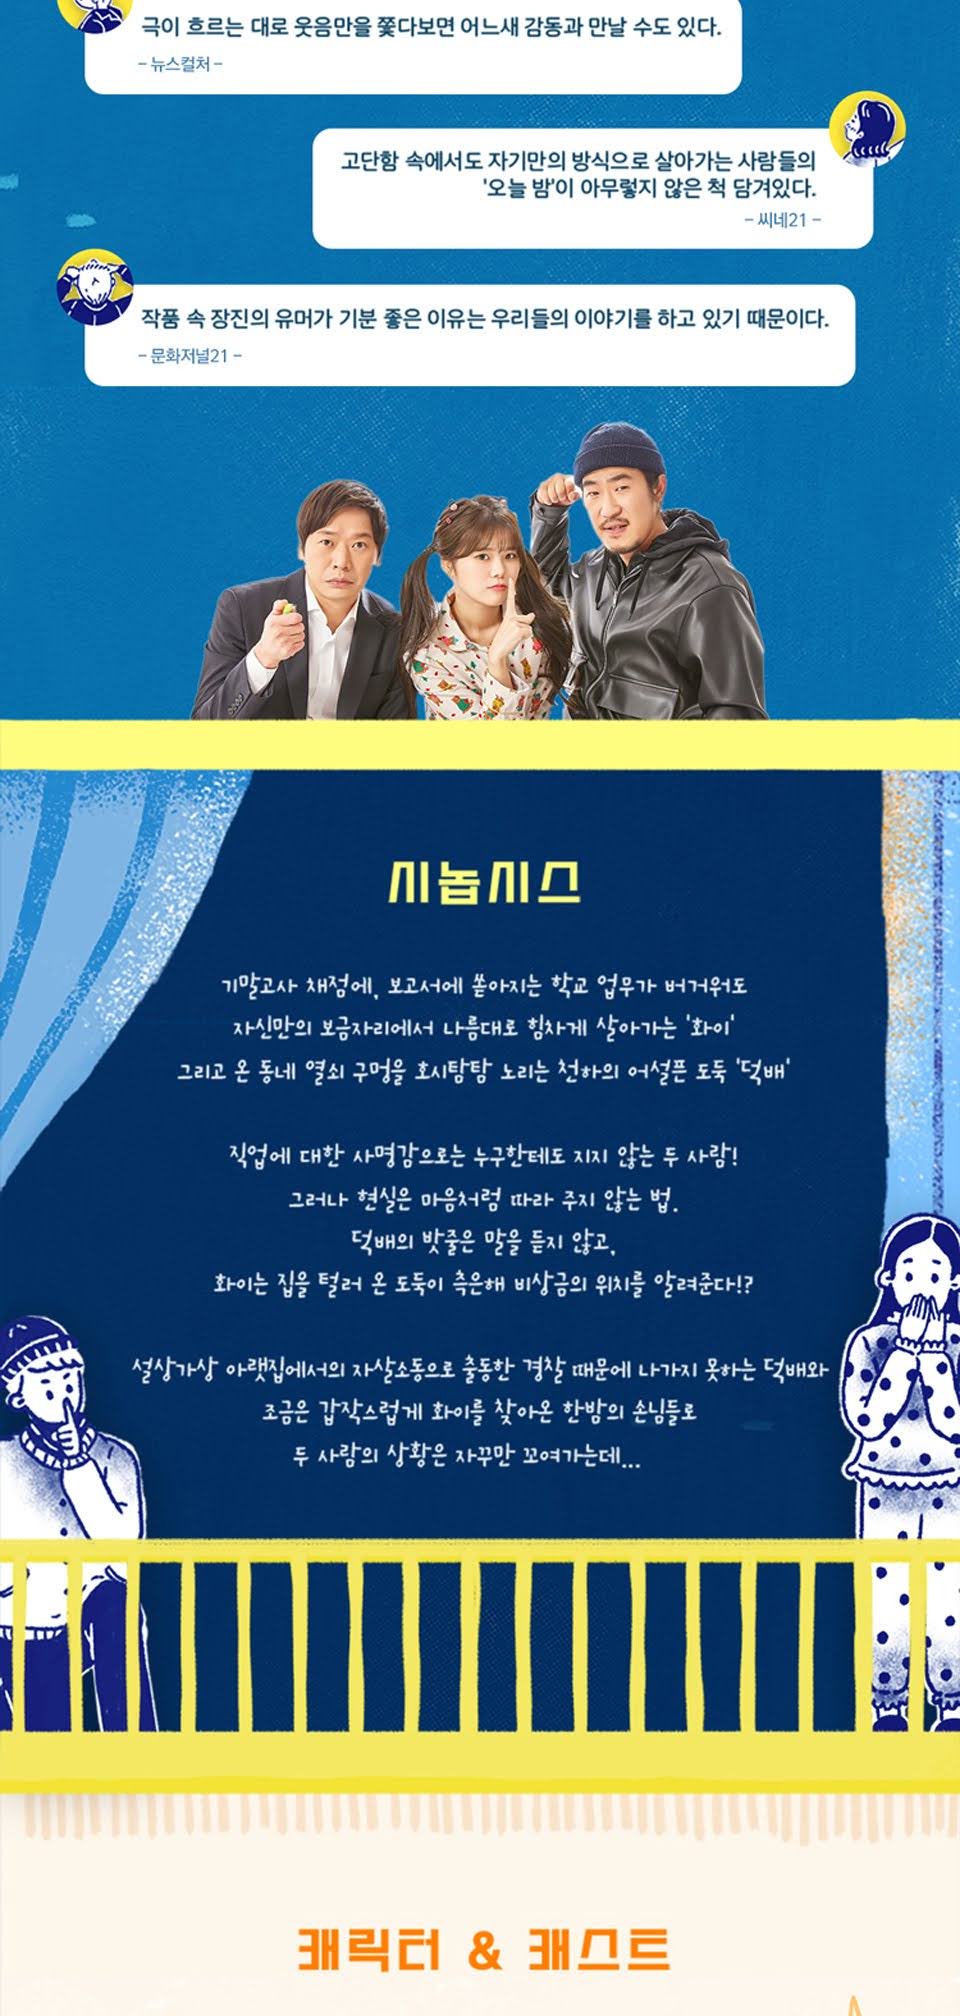 극이 흐르는 대로 웃음만을 쫓다보면 어느새 감동과 만날 수도 있다.
– 뉴스컬처 –
고단함 속에서도 자기만의 방식으로 살아가는 사람들의
'오늘 밤'이 아무렇지 않은 척 담겨있다.
– 씨네21 –
작품 속 장진의 유머가 기분 좋은 이유는 우리들의 이야기를 하고 있기 때문이다.
– 문화저널21 –
시놉시스
기말고사 채점에, 보고서에 쏟아지는 학교 업무가 버거워도
자신만의 보금자리에서 나름대로 힘차게 살아가는 '화이'
그리고 온 동네 열쇠 구멍을 호시탐탐 노리는 천하의 어설픈 도둑 '덕배'
직업에 대한 사명감으로는 누구한테도 지지 않는 두 사람!
그러나 현실은 마음처럼 따라 주지 않는 법.
덕배의 밧줄은 말을 듣지 않고,
화이는 집을 털러 온 도둑이 측은해 비상금의 위치를 알려준다!?
설상가상 아랫집에서의 자살소동으로 출동한 경찰 때문에 나가지 못하는 덕배와
조금은 갑작스럽게 화이를 찾아온 한밤의 손님들로
두 사람의 상황은 자꾸만 꼬여가는데...
캐릭터 & 캐스트